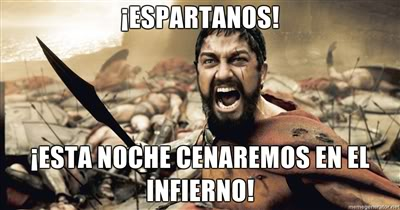 ¡ESPARTANOS!
¡ESTA NOCHE CENAREMOS EN EL
INFIERNO!
memegenerator.net